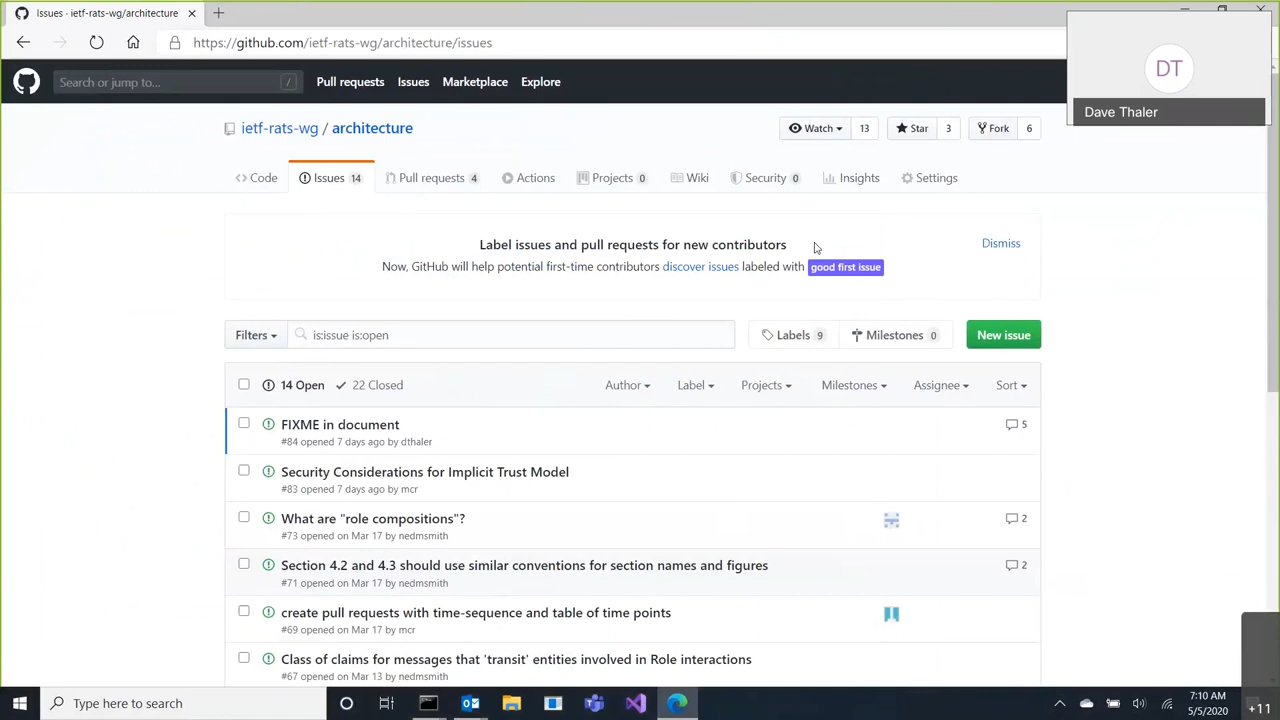 Issues · ietf-rats-wg/architecture
https://github.com/ietf-rats-wg/architecture/issues
DT
Dave Thaler
Search or jump to... /
Pull requests Issues Marketplace Explore
ietf-rats-wg / architecture
Watch 13 Star 3 Fork 6
Code Issues 14 Pull requests 4 Actions Projects 0 Wiki Security 0 Insights Settings
Label issues and pull requests for new contributors
Dismiss
Now, GitHub will help potential first-time contributors discover issues labeled with good first issue
Filters is:issue is:open Labels 9 Milestones 0 New issue
14 Open 22 Closed Author Label Projects Milestones Assignee Sort
FIXME in document 5
#84 opened 7 days ago by dthaler
Security Considerations for Implicit Trust Model
#83 opened 7 days ago by mcr
What are "role compositions"? 2
#73 opened on Mar 17 by nedmsmith
Section 4.2 and 4.3 should use similar conventions for section names and figures 2
#71 opened on Mar 17 by nedmsmith
create pull requests with time-sequence and table of time points
#69 opened on Mar 17 by mcr
Class of claims for messages that 'transit' entities involved in Role interactions
#67 opened on Mar 13 by nedmsmith
Type here to search
7:10 AM
5/5/2020
+11